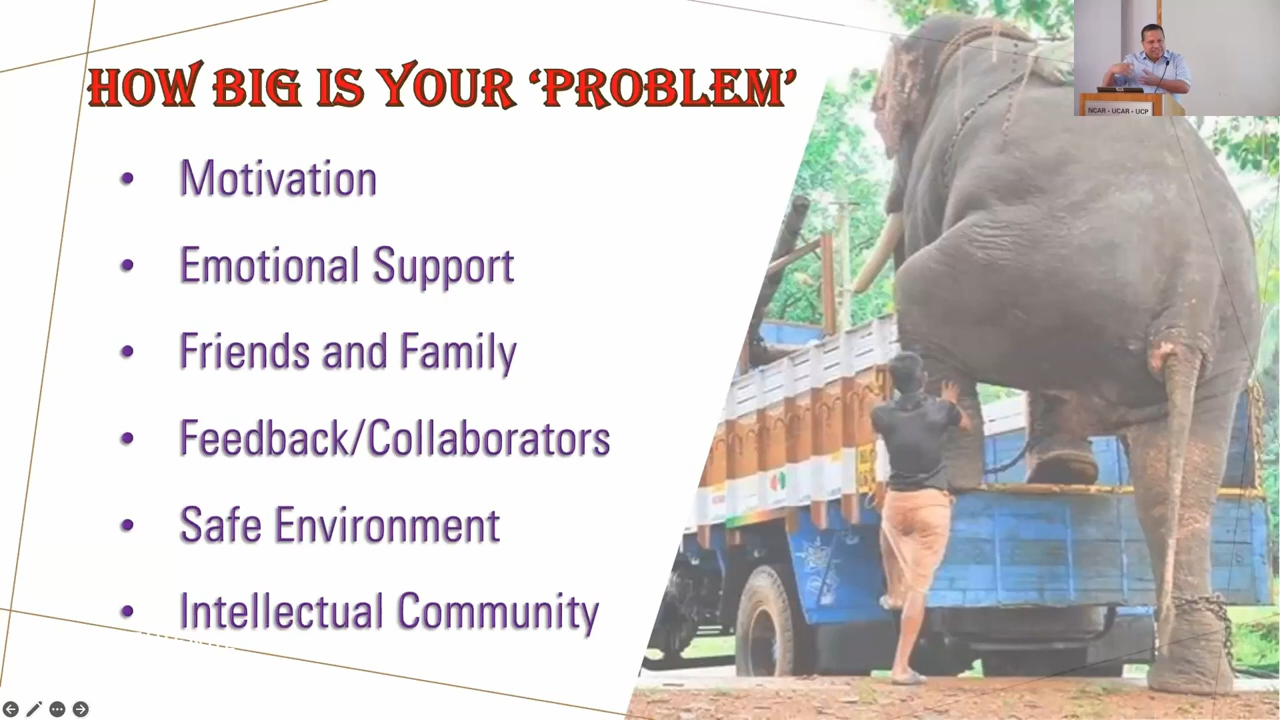 HOW BIG IS YOUR ‘PROBLEM’
NCAR - UCAR - UCP
• Motivation
• Emotional Support
• Friends and Family
• Feedback/Collaborators
• Safe Environment
• Intellectual Community